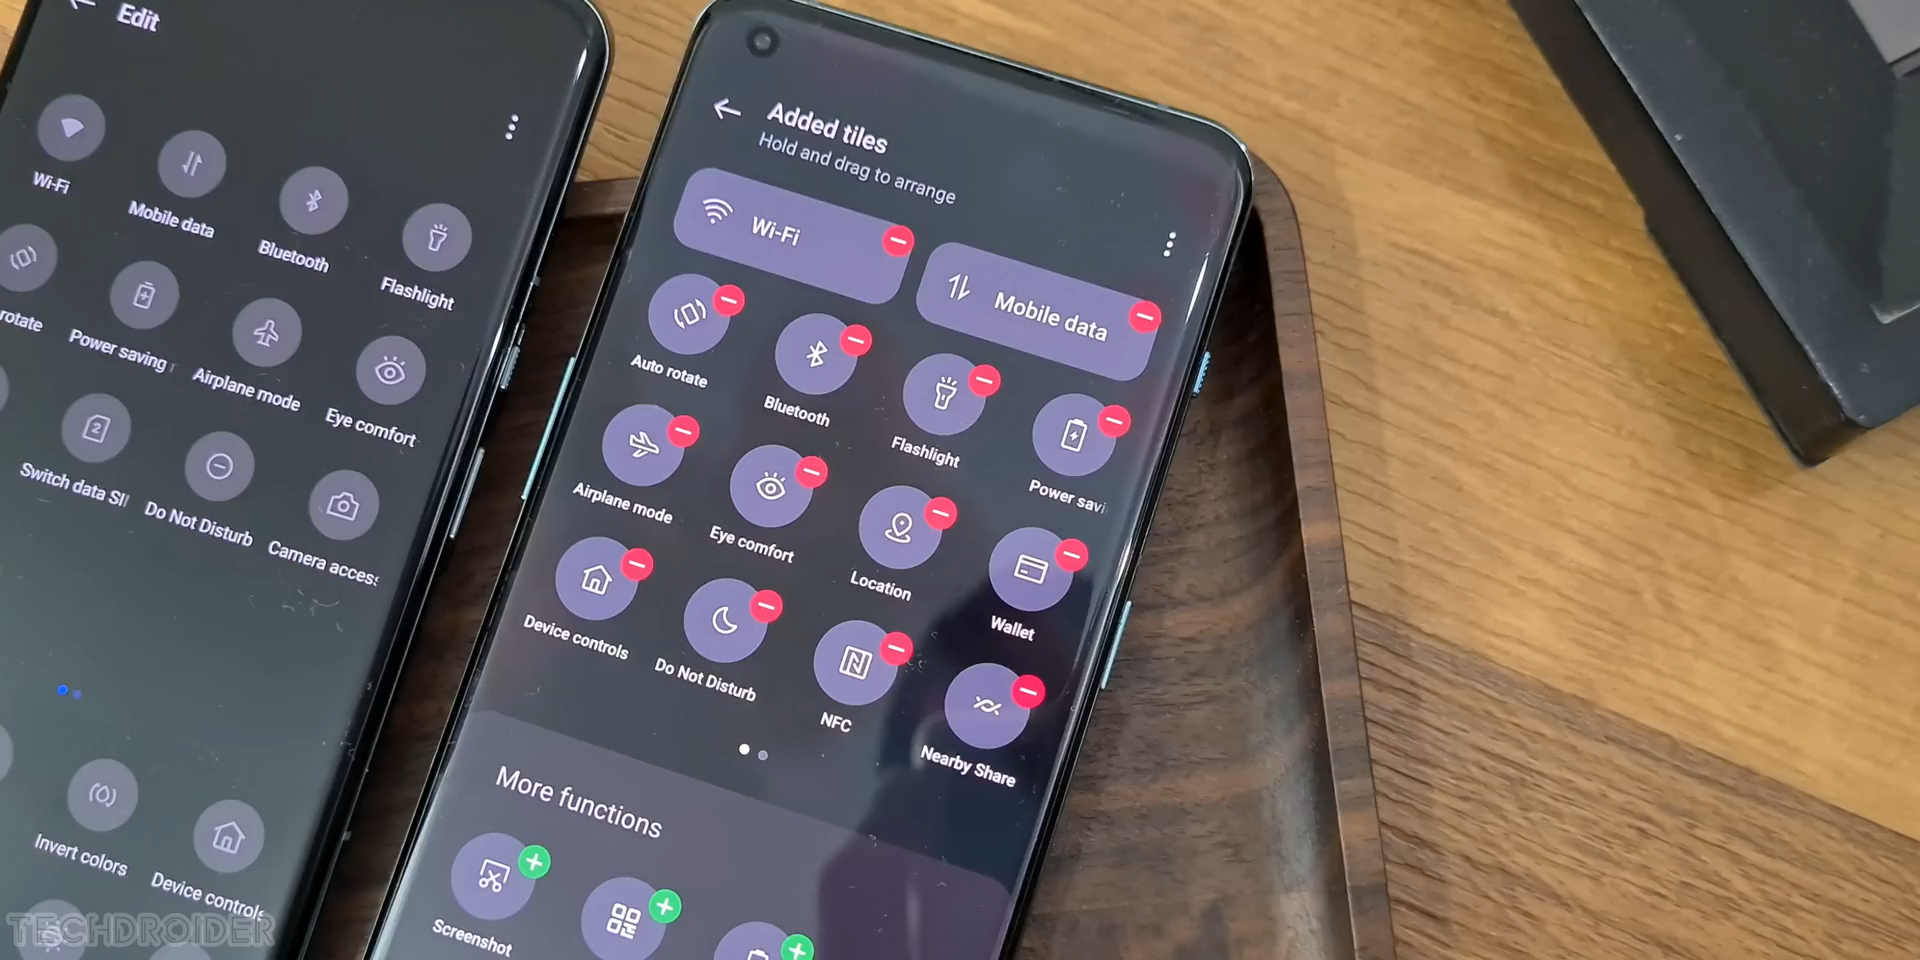 Edit
Wi-Fi
Mobile data
Bluetooth
Flashlight
rotate
Power saving
Airplane mode
Eye comfort
2
Switch data SI
Do Not Disturb
Camera access
Invert colors
Device controls
TECHDROIDER
Added tiles
Hold and drag to arrange
Wi-Fi
Mobile data
Auto rotate
Bluetooth
Flashlight
Power savi
Airplane mode
Eye comfort
Location
Wallet
Device controls
Do Not Disturb
NFC
Nearby Share
More functions
Screenshot